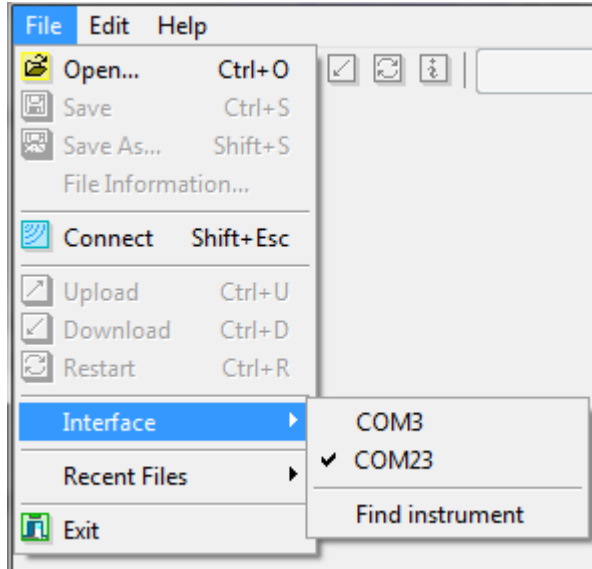 File Edit Help
Open... Ctrl+O
Save Ctrl+S
Save As... Shift+S
File Information...
Connect Shift+Esc
Upload Ctrl+U
Download Ctrl+D
Restart Ctrl+R
Interface
COM3
COM23
Find instrument
Recent Files
Exit